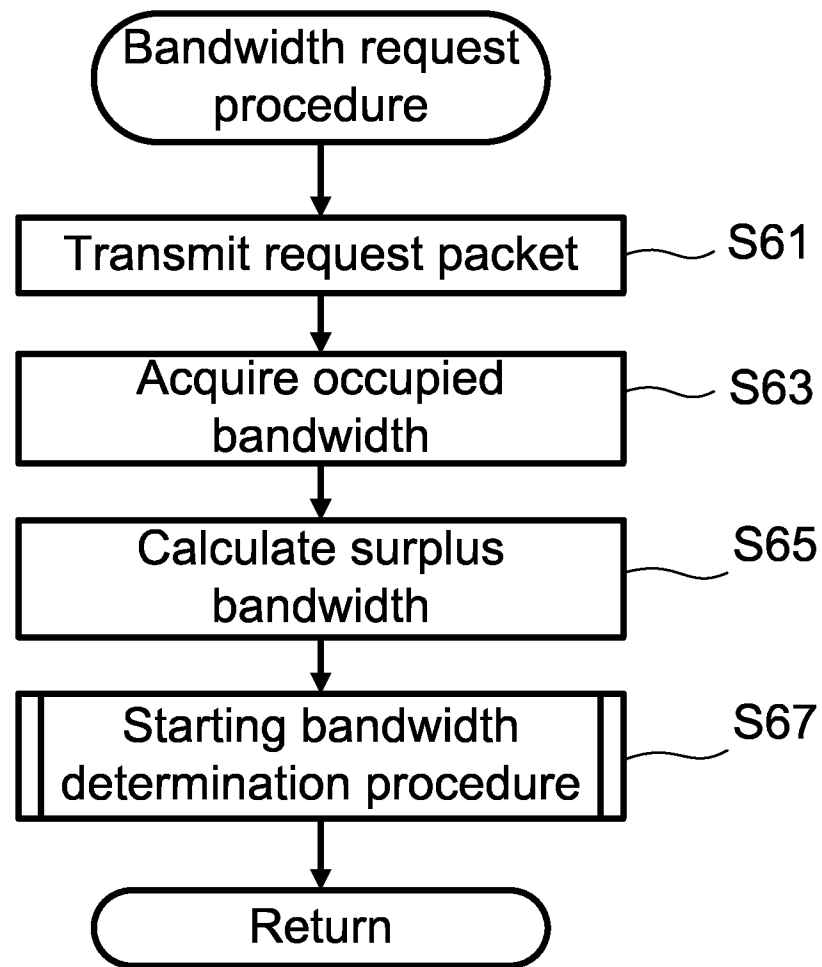 Bandwidth request
procedure
Transmit request packet
S61
Acquire occupied
bandwidth
S63
Calculate surplus
bandwidth
S65
Starting bandwidth
determination procedure
S67
Return